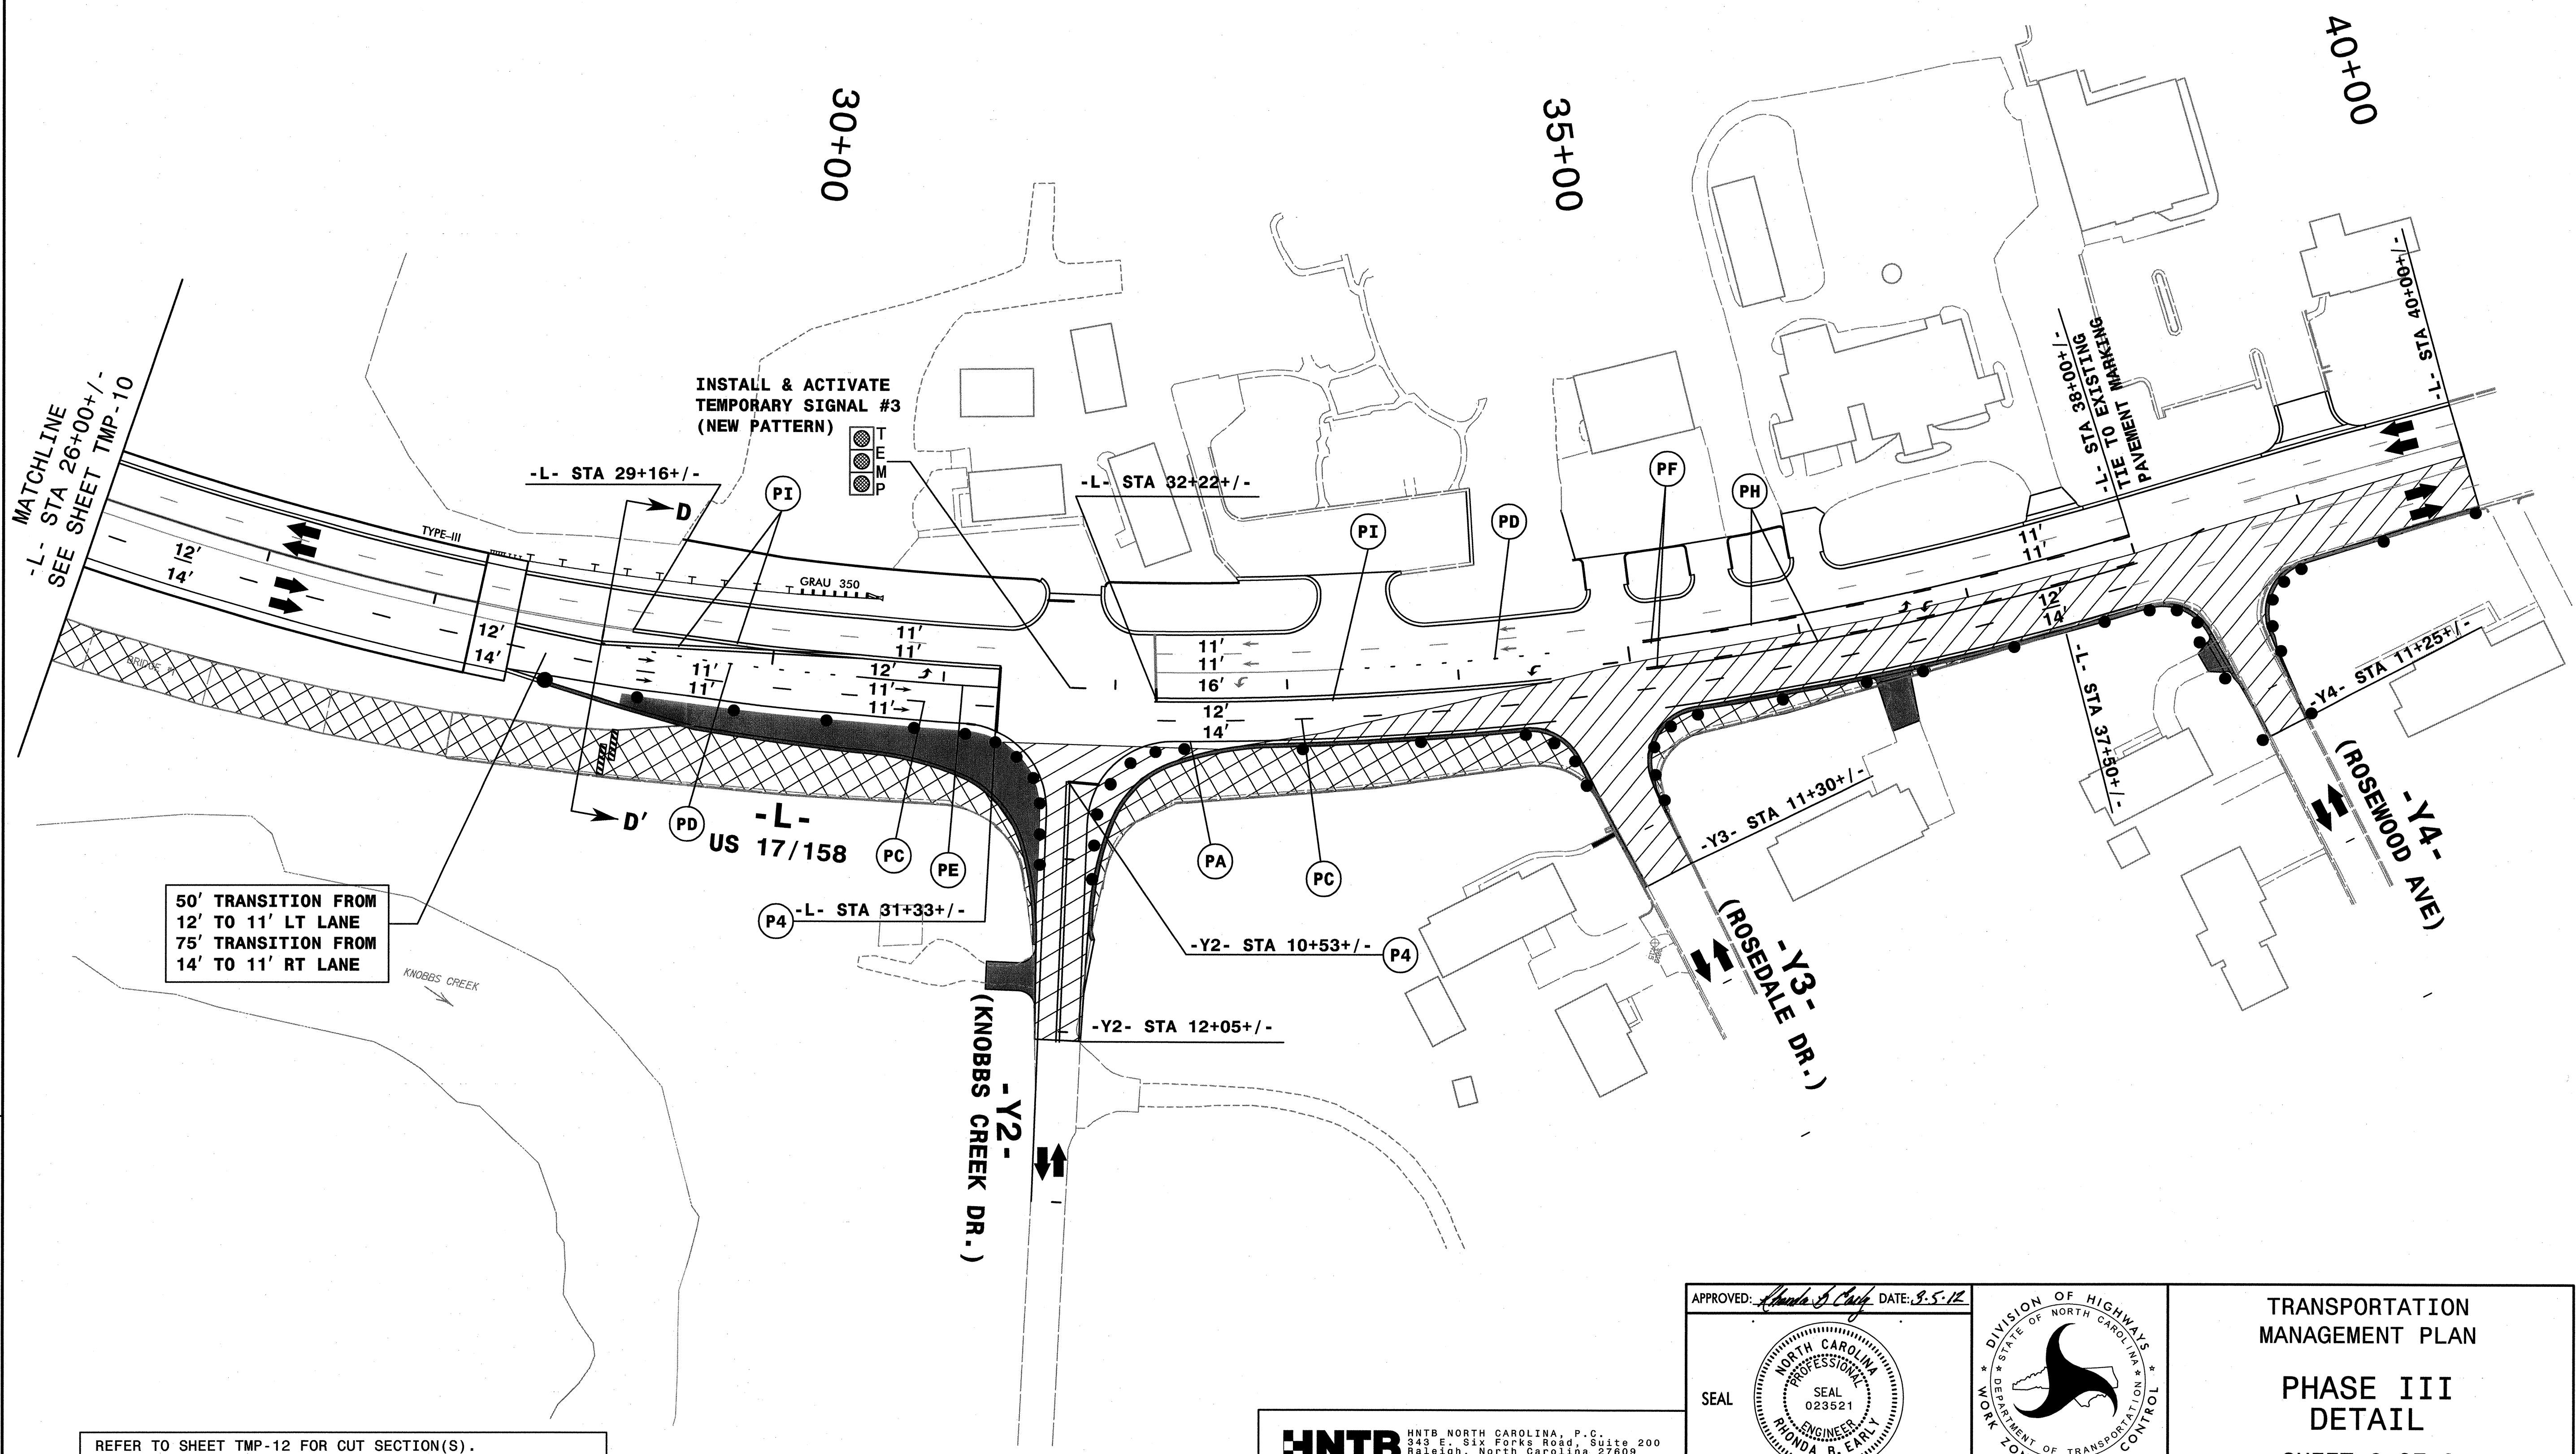 30+00
35+00
40+00
MATCHLINE
-L- STA 26+00+/-
SEE SHEET TMP-10
INSTALL & ACTIVATE
TEMPORARY SIGNAL #3
(NEW PATTERN)
T
E
M
P
-L- STA 29+16+/-
D
PI
-L- STA 32+22+/-
PI
PD
PF
PH
-L- STA 38+00+/-
TIE TO EXISTING
PAVEMENT MARKING
-L- STA 40+00+/-
TYPE-III
GRAU 350
12'
14'
12'
14'
11'
11'
11'
11'
12'
11'
11'
11'
11'
16'
12'
14'
11'
11'
12'
14'
D'
PD
-L-
US 17/158
PC
PE
P4
-L- STA 31+33+/-
PA
PC
-Y2- STA 10+53+/-
P4
-Y2- STA 12+05+/-
-Y3- STA 11+30+/-
-L- STA 37+50+/-
-Y4- STA 11+25+/-
-Y2-
(KNOBBS CREEK DR.)
-Y3-
(ROSEDALE DR.)
-Y4-
(ROSEWOOD AVE)
50' TRANSITION FROM
12' TO 11' LT LANE
75' TRANSITION FROM
14' TO 11' RT LANE
KNOBBS CREEK
REFER TO SHEET TMP-12 FOR CUT SECTION(S).
HNTB
HNTB NORTH CAROLINA, P.C.
343 E. Six Forks Road, Suite 200
Raleigh, North Carolina 27609
APPROVED: Rhonda B Early DATE: 3-5-12
SEAL
NORTH CAROLINA
PROFESSIONAL
SEAL
023521
ENGINEER
RHONDA B. EARLY
DIVISION OF HIGHWAYS
STATE OF NORTH CAROLINA
DEPARTMENT OF TRANSPORTATION
WORK ZONE CONTROL
TRANSPORTATION
MANAGEMENT PLAN
PHASE III
DETAIL